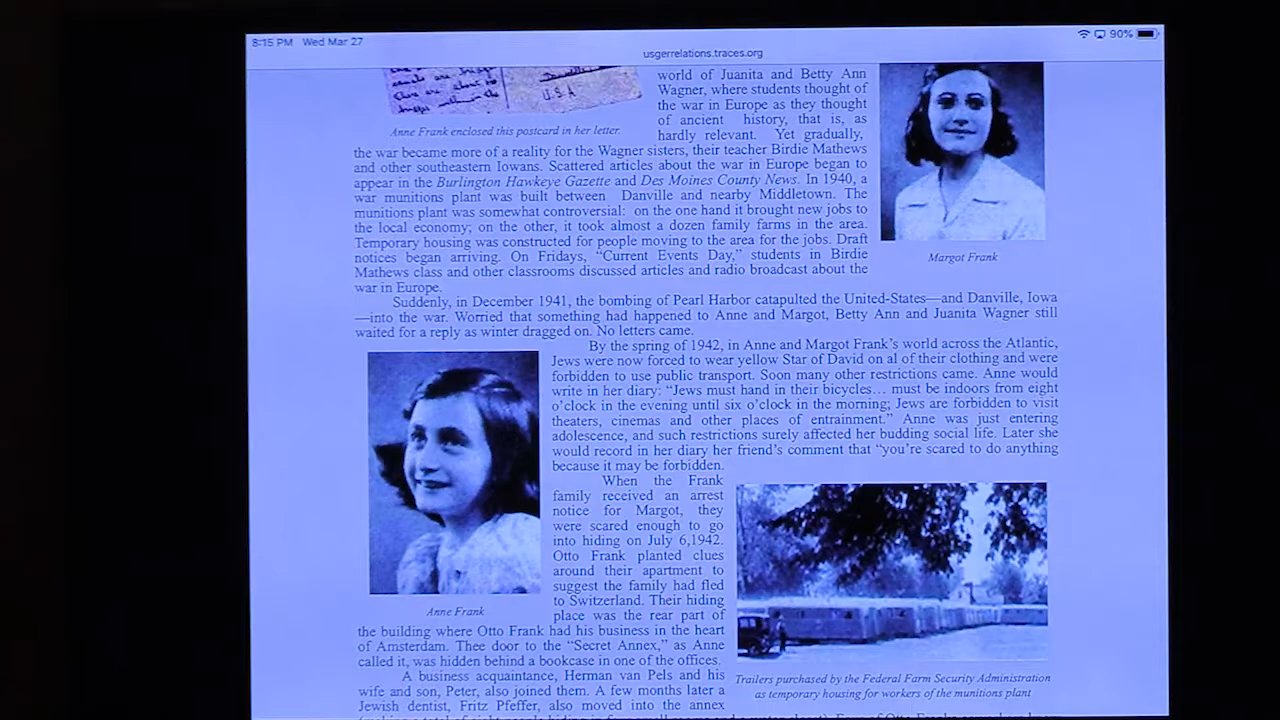 8:15 PM Wed Mar 27
90%
usgerrelations.traces.org
U.S.A
Anne Frank enclosed this postcard in her letter.
world of Juanita and Betty Ann
Wagner, where students thought of
the war in Europe as they thought
of ancient history, that is, as
hardly relevant. Yet gradually,
the war became more of a reality for the Wagner sisters, their teacher Birdie Mathews
and other southeastern Iowans. Scattered articles about the war in Europe began to
appear in the Burlington Hawkeye Gazette and Des Moines County News. In 1940, a
war munitions plant was built between Danville and nearby Middletown. The
munitions plant was somewhat controversial: on the one hand it brought new jobs to
the local economy; on the other, it took almost a dozen family farms in the area.
Temporary housing was constructed for people moving to the area for the jobs. Draft
notices began arriving. On Fridays, “Current Events Day,” students in Birdie
Mathews class and other classrooms discussed articles and radio broadcast about the
war in Europe.
Margot Frank
Suddenly, in December 1941, the bombing of Pearl Harbor catapulted the United-States—and Danville, Iowa
—into the war. Worried that something had happened to Anne and Margot, Betty Ann and Juanita Wagner still
waited for a reply as winter dragged on. No letters came.
By the spring of 1942, in Anne and Margot Frank’s world across the Atlantic,
Jews were now forced to wear yellow Star of David on al of their clothing and were
forbidden to use public transport. Soon many other restrictions came. Anne would
write in her diary: “Jews must hand in their bicycles… must be indoors from eight
o’clock in the evening until six o’clock in the morning; Jews are forbidden to visit
theaters, cinemas and other places of entrainment.” Anne was just entering
adolescence, and such restrictions surely affected her budding social life. Later she
would record in her diary her friend’s comment that “you’re scared to do anything
because it may be forbidden.
When the Frank
family received an arrest
notice for Margot, they
were scared enough to go
into hiding on July 6,1942.
Otto Frank planted clues
around their apartment to
suggest the family had fled
to Switzerland. Their hiding
place was the rear part of
the building where Otto Frank had his business in the heart
of Amsterdam. Thee door to the “Secret Annex,” as Anne
called it, was hidden behind a bookcase in one of the offices.
A business acquaintance, Herman van Pels and his
wife and son, Peter, also joined them. A few months later a
Jewish dentist, Fritz Pfeffer, also moved into the annex
Anne Frank
Trailers purchased by the Federal Farm Security Administration
as temporary housing for workers of the munitions plant